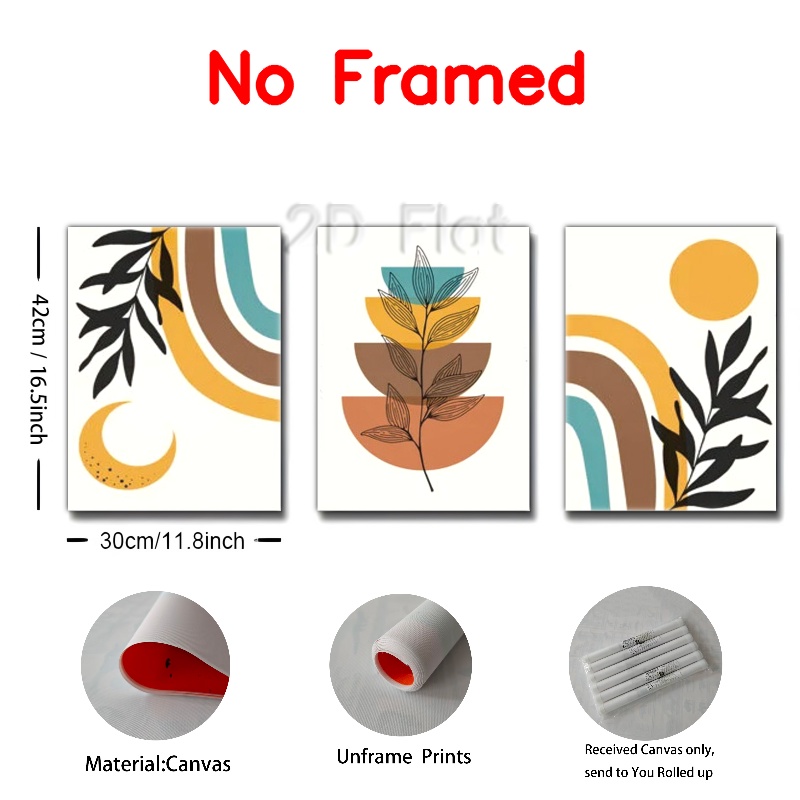 No Framed
2D Flat
42cm / 16.5inch
30cm/11.8inch
Material:Canvas
Unframe Prints
Received Canvas only,
send to You Rolled up